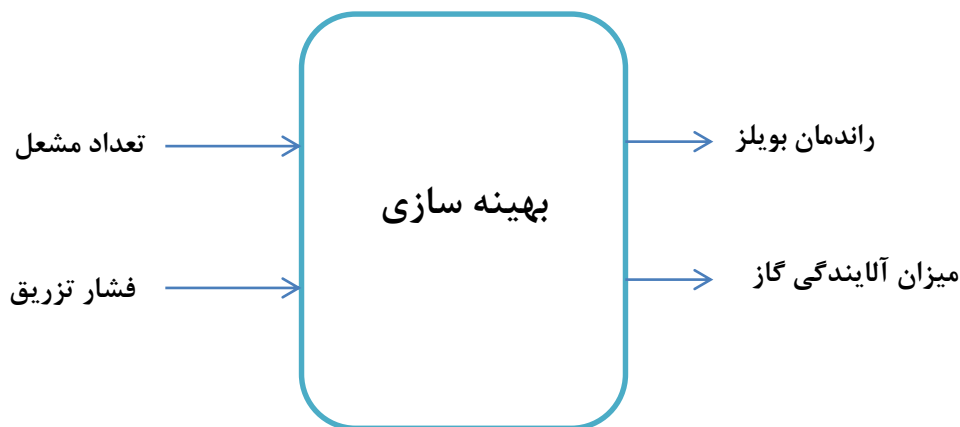 تعداد مشعل
فشار تزریق
بهینه سازی
راندمان بویلز
میزان آلایندگی گاز